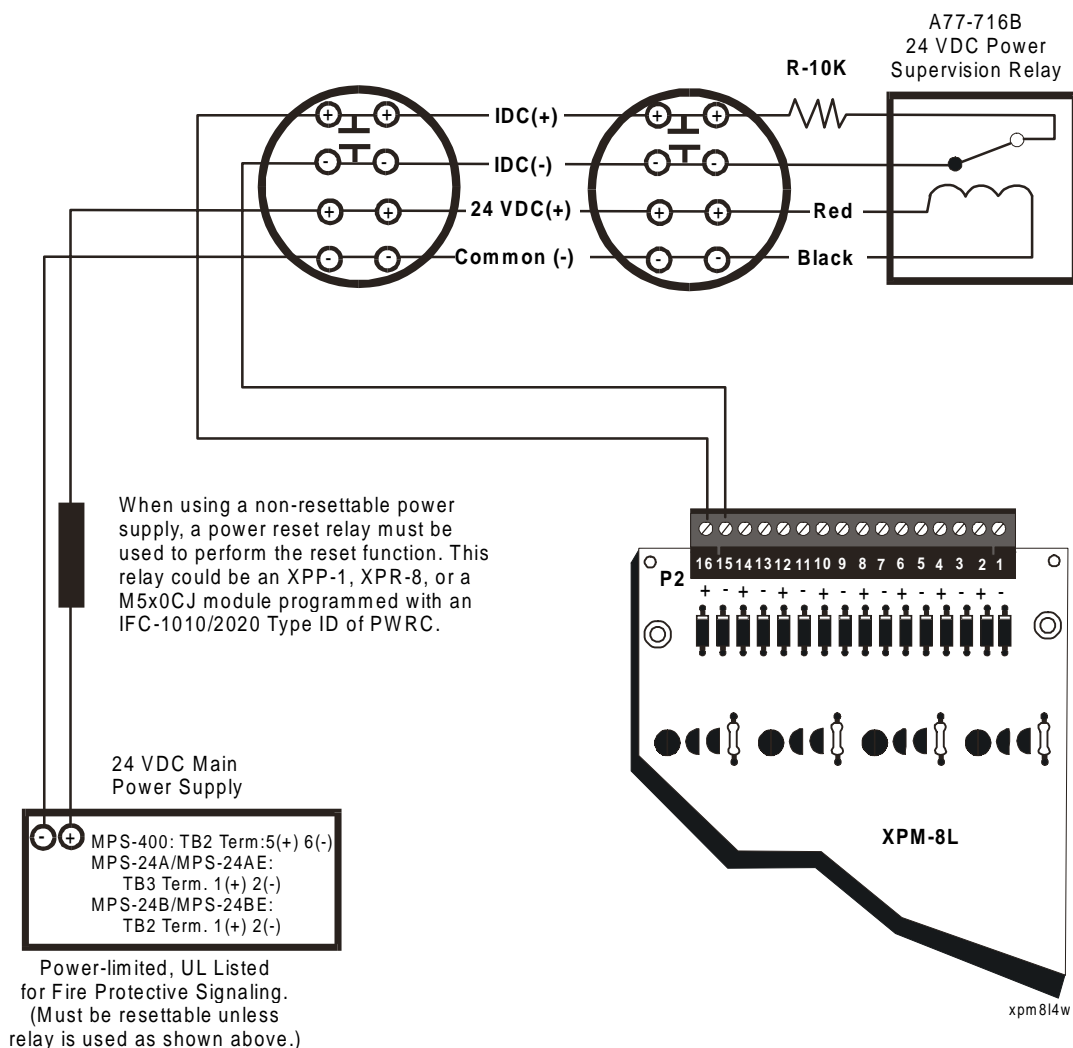 A77-716B
24 VDC Power
Supervision Relay
R-10K
+ + IDC(+) + +
- - IDC(-) - -
+ + 24 VDC(+) + + Red
- - Common (-) - - Black
When using a non-resettable power
supply, a power reset relay must be
used to perform the reset function. This
relay could be an XPP-1, XPR-8, or a
M5x0CJ module programmed with an
IFC-1010/2020 Type ID of PWRC.
P2
16 15 14 13 12 11 10 9 8 7 6 5 4 3 2 1
+ - + - + - + - + - + - + - + -
XPM-8L
24 VDC Main
Power Supply
- + MPS-400: TB2 Term:5(+) 6(-)
MPS-24A/MPS-24AE:
TB3 Term. 1(+) 2(-)
MPS-24B/MPS-24BE:
TB2 Term. 1(+) 2(-)
Power-limited, UL Listed
for Fire Protective Signaling.
(Must be resettable unless
relay is used as shown above.)
xpm8l4w